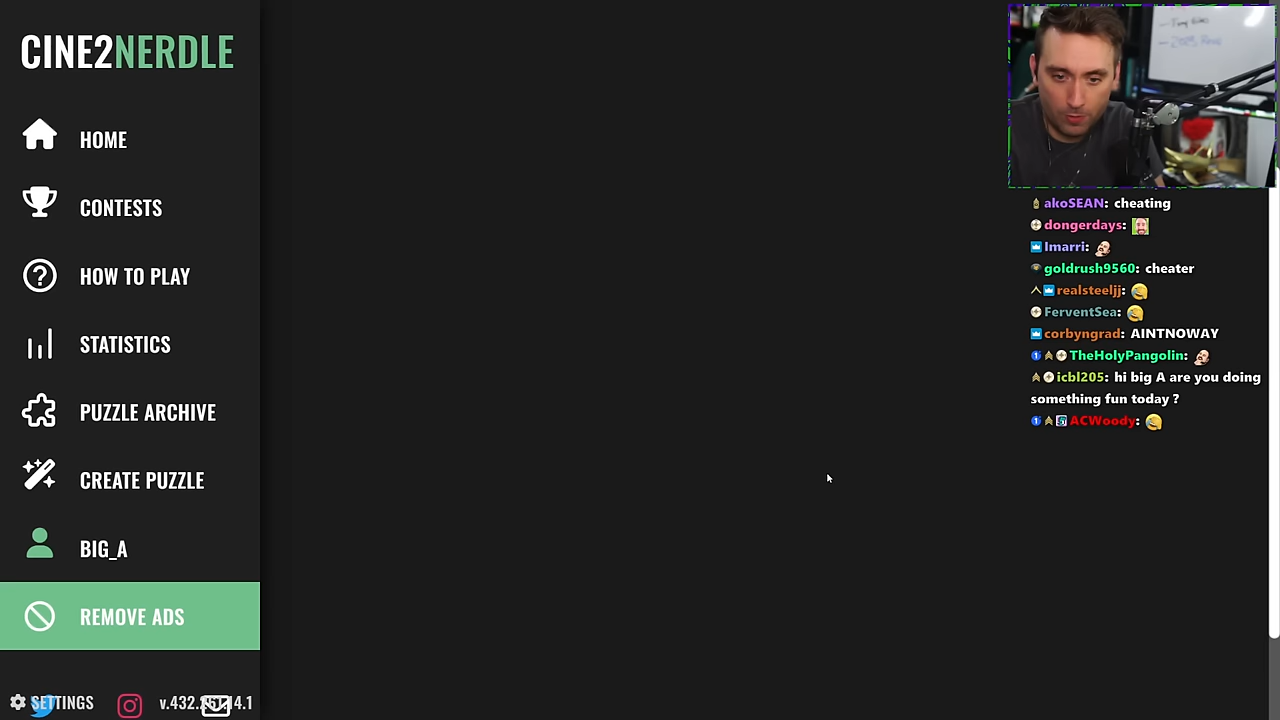 CINE2NERDLE
HOME
CONTESTS
HOW TO PLAY
STATISTICS
PUZZLE ARCHIVE
CREATE PUZZLE
BIG_A
REMOVE ADS
SETTINGS
akoSEAN: cheating
dongerdays:
Imarri:
goldrush9560: cheater
realsteeljj:
FerventSea:
corbyngrad: AINTNOWAY
TheHolyPangolin:
icbl205: hi big A are you doing
something fun today ?
ACWoody: